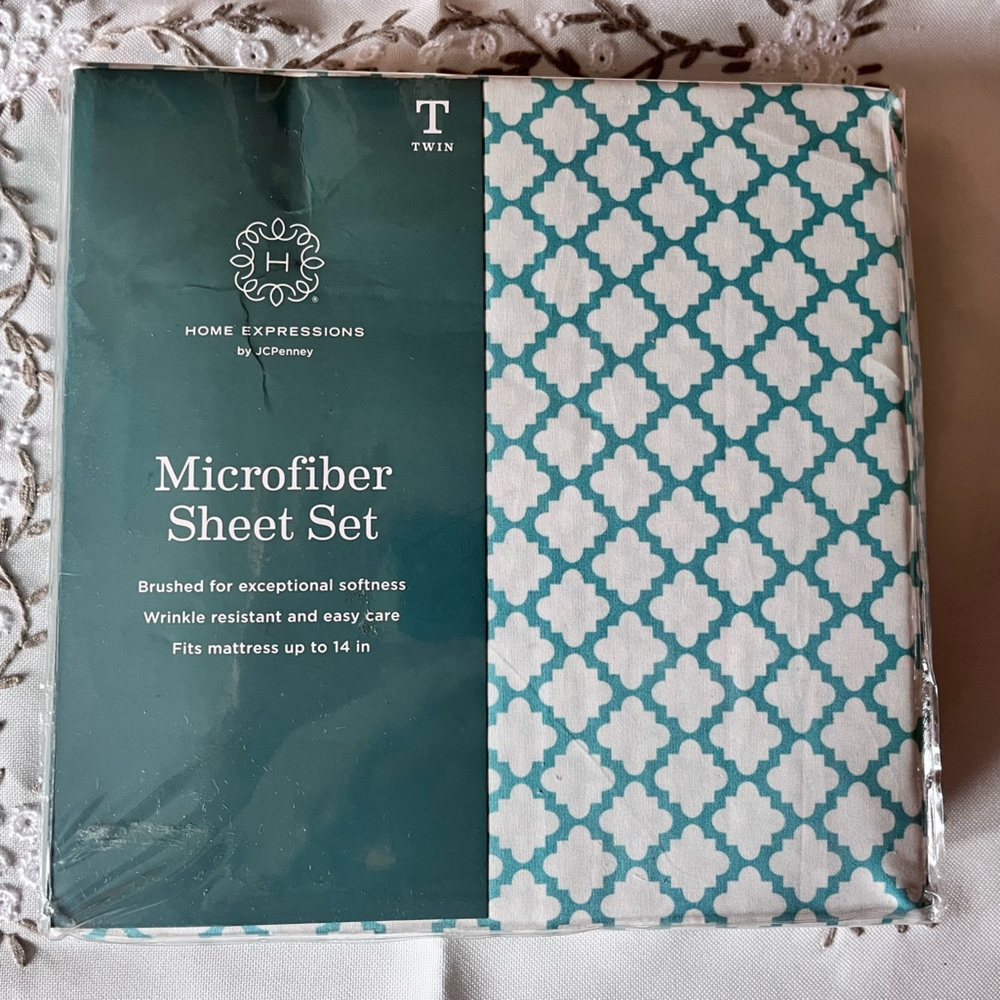 T
TWIN
H
®
HOME EXPRESSIONS
by JCPenney
Microfiber
Sheet Set
Brushed for exceptional softness
Wrinkle resistant and easy care
Fits mattress up to 14 in